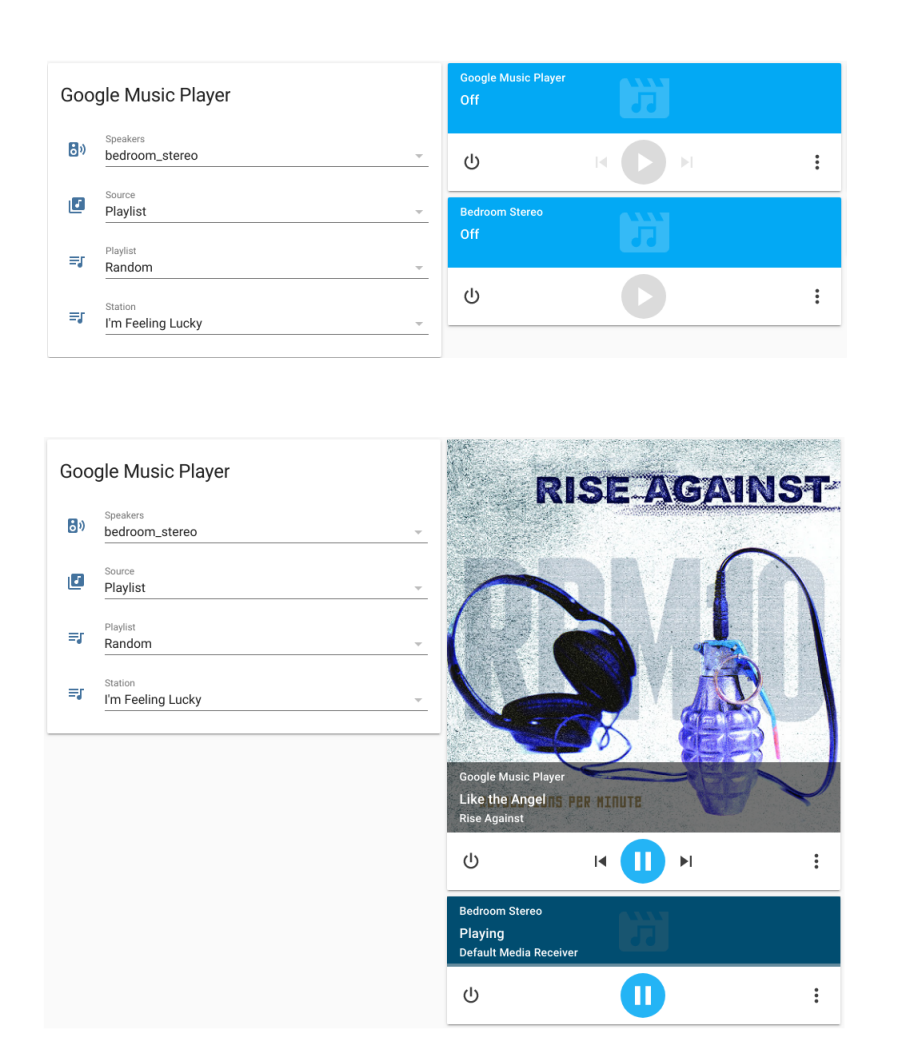 Google Music Player
Speakers
bedroom_stereo
Source
Playlist
Playlist
Random
Station
I'm Feeling Lucky
Google Music Player
Off
Bedroom Stereo
Off
Google Music Player
Speakers
bedroom_stereo
Source
Playlist
Playlist
Random
Station
I'm Feeling Lucky
RISE AGAINST
RPM10
Google Music Player
Like the Angel
PER MINUTE
Rise Against
Bedroom Stereo
Playing
Default Media Receiver